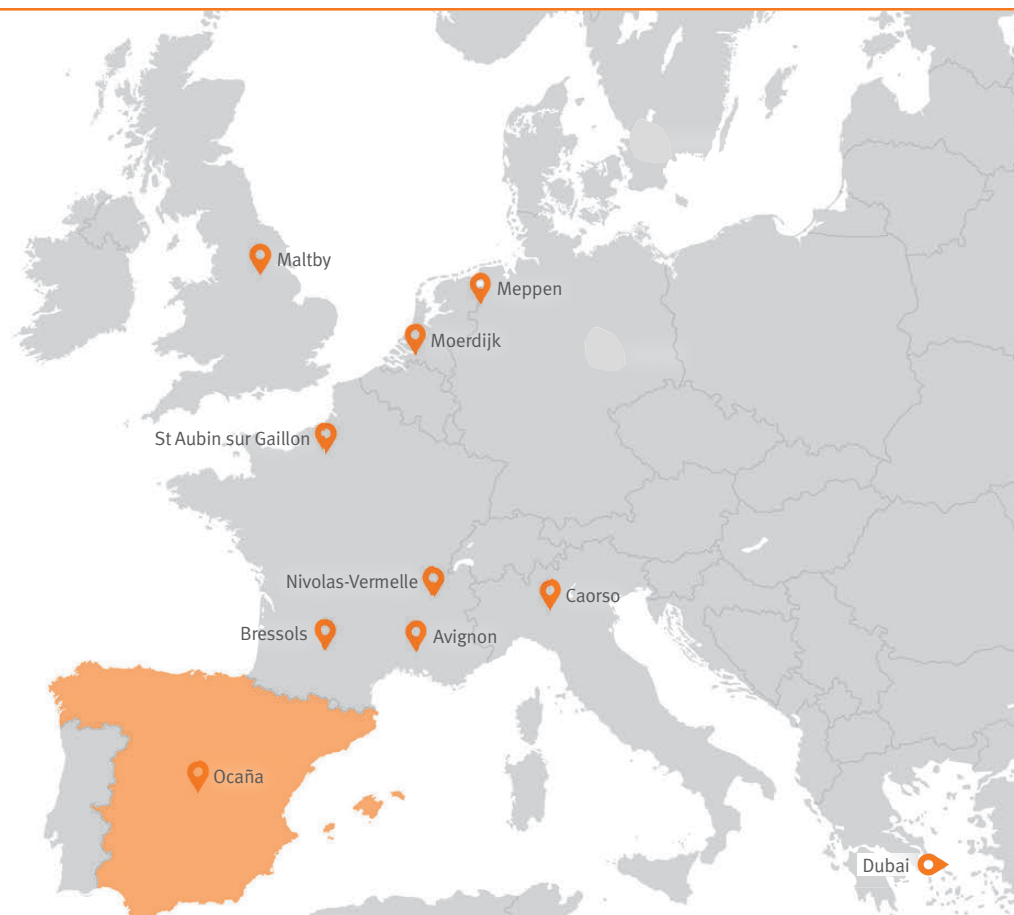 Maltby
Meppen
Moerdijk
St Aubin sur Gaillon
Nivolas-Vermelle
Caorso
Bressols
Avignon
Ocaña
Dubai